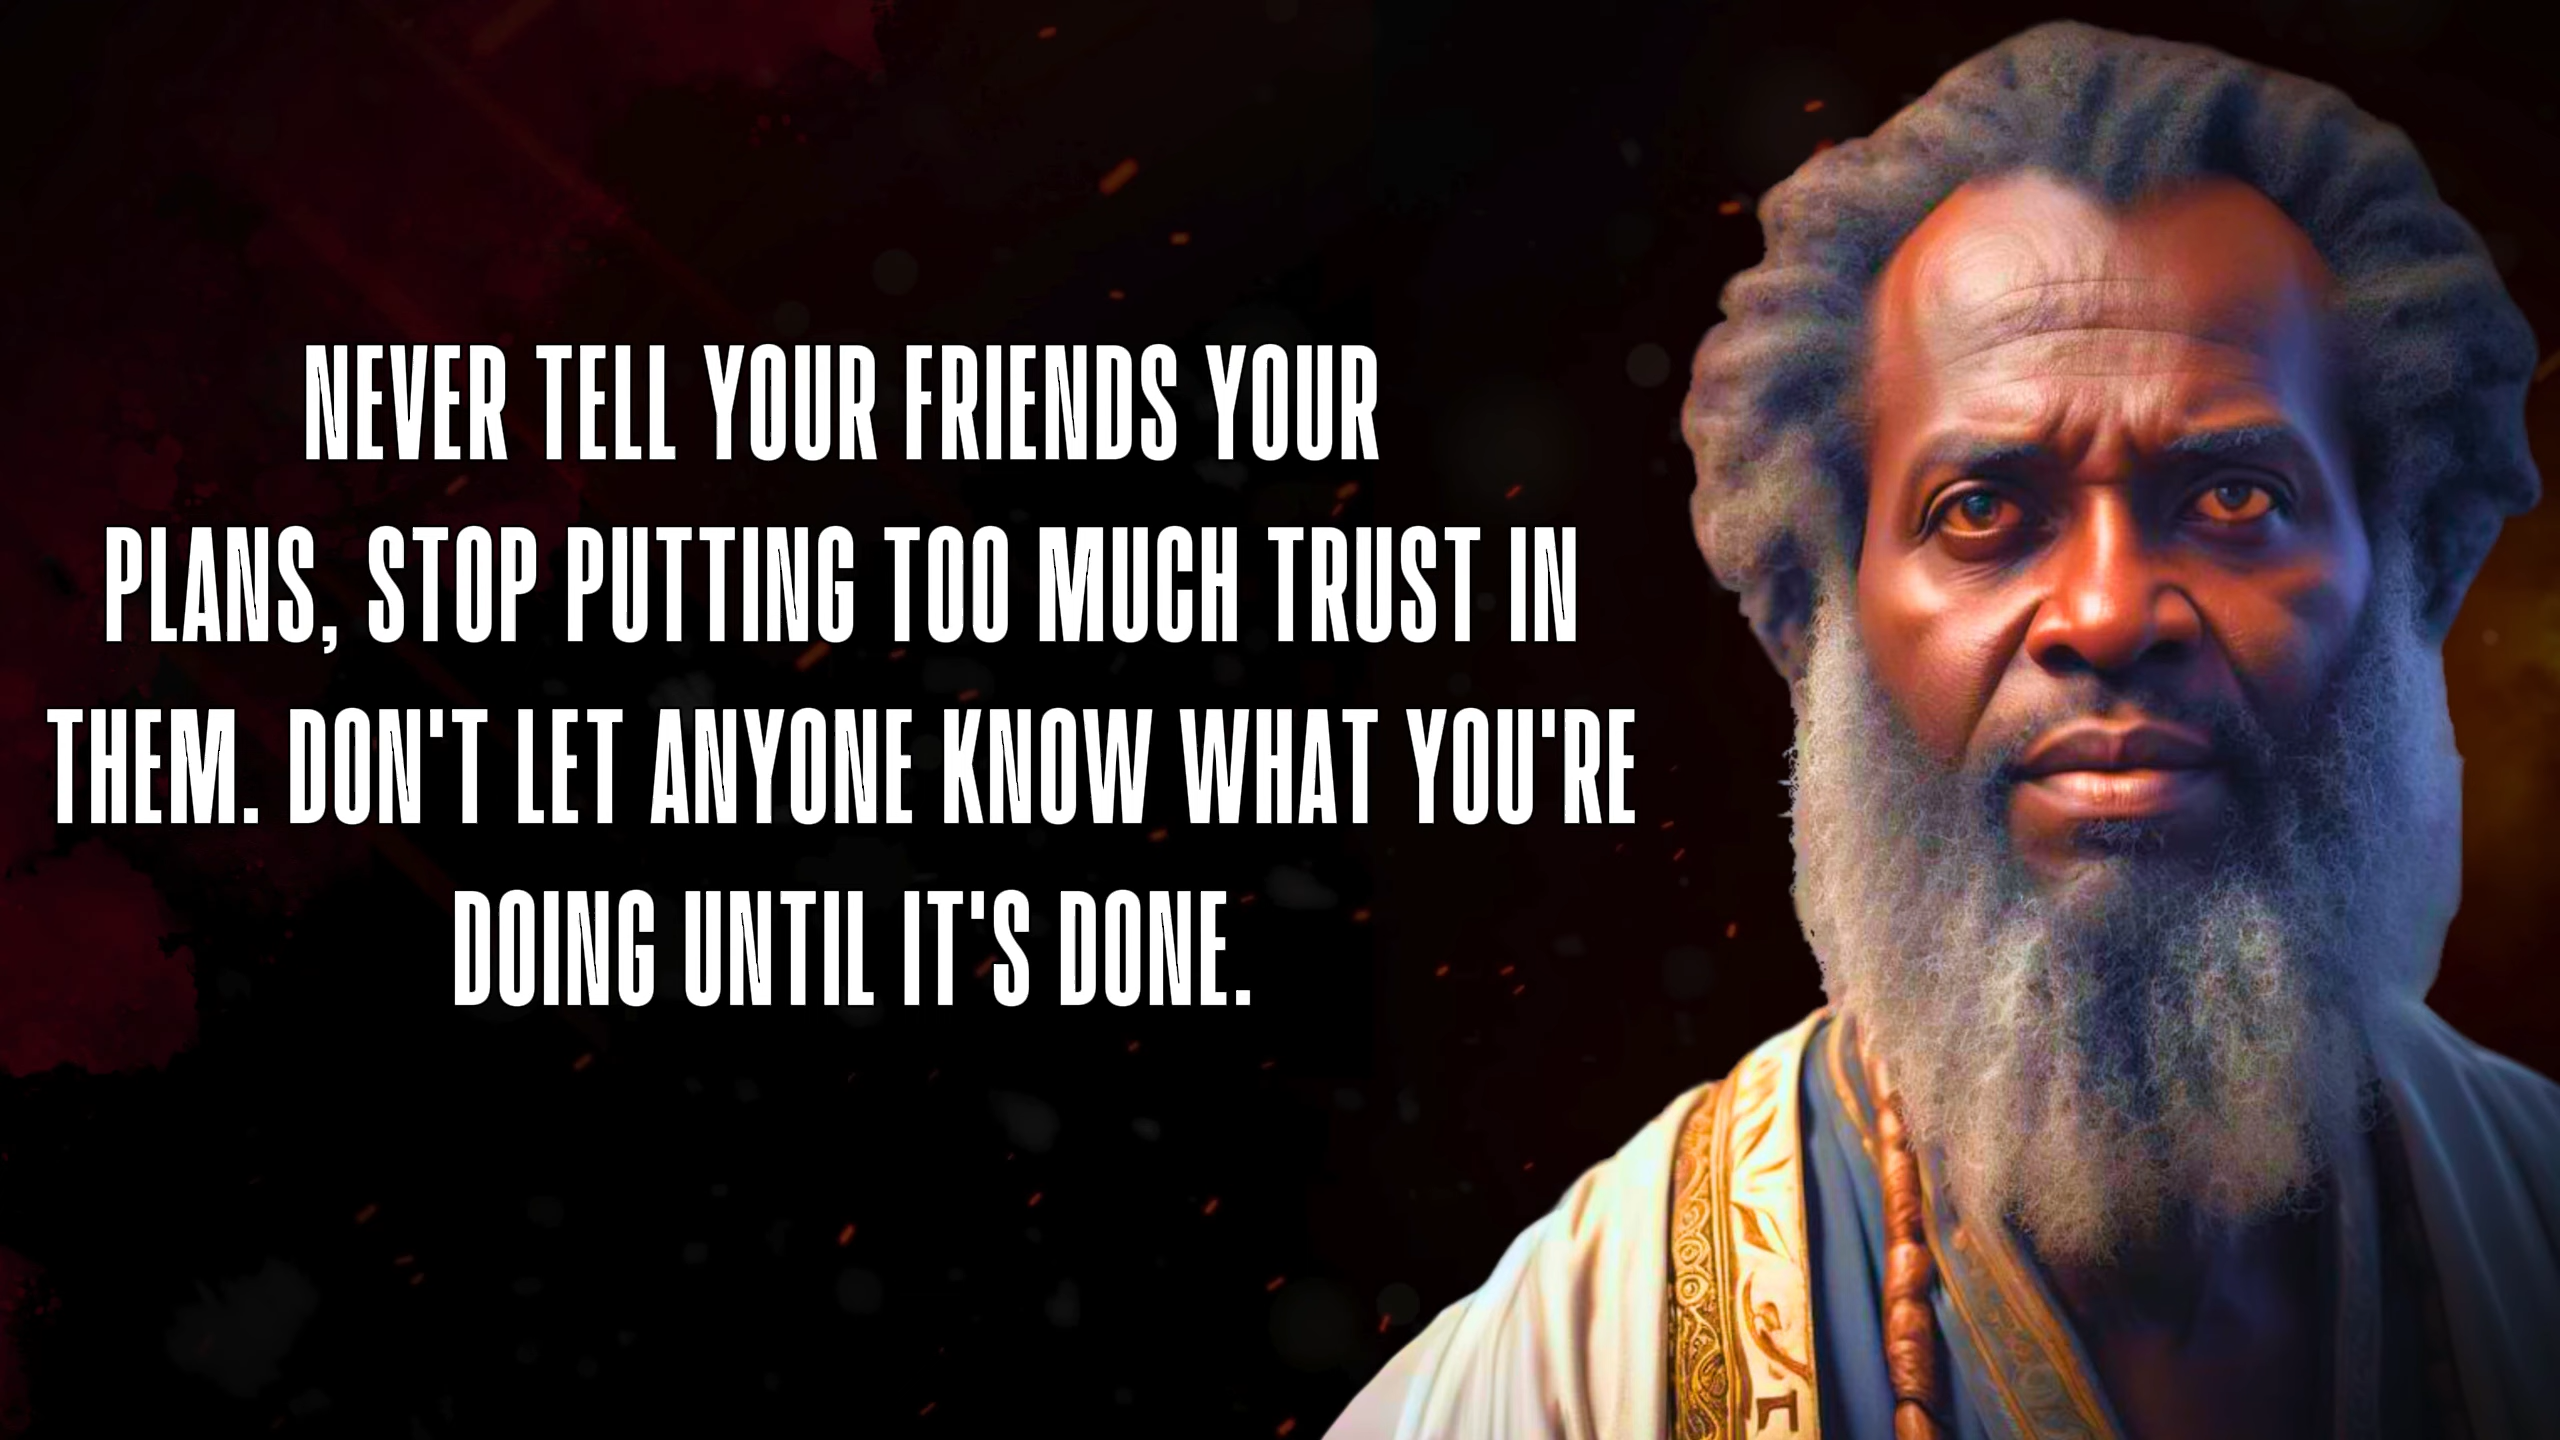 NEVER TELL YOUR FRIENDS YOUR
PLANS, STOP PUTTING TOO MUCH TRUST IN
THEM. DON'T LET ANYONE KNOW WHAT YOU'RE
DOING UNTIL IT'S DONE.